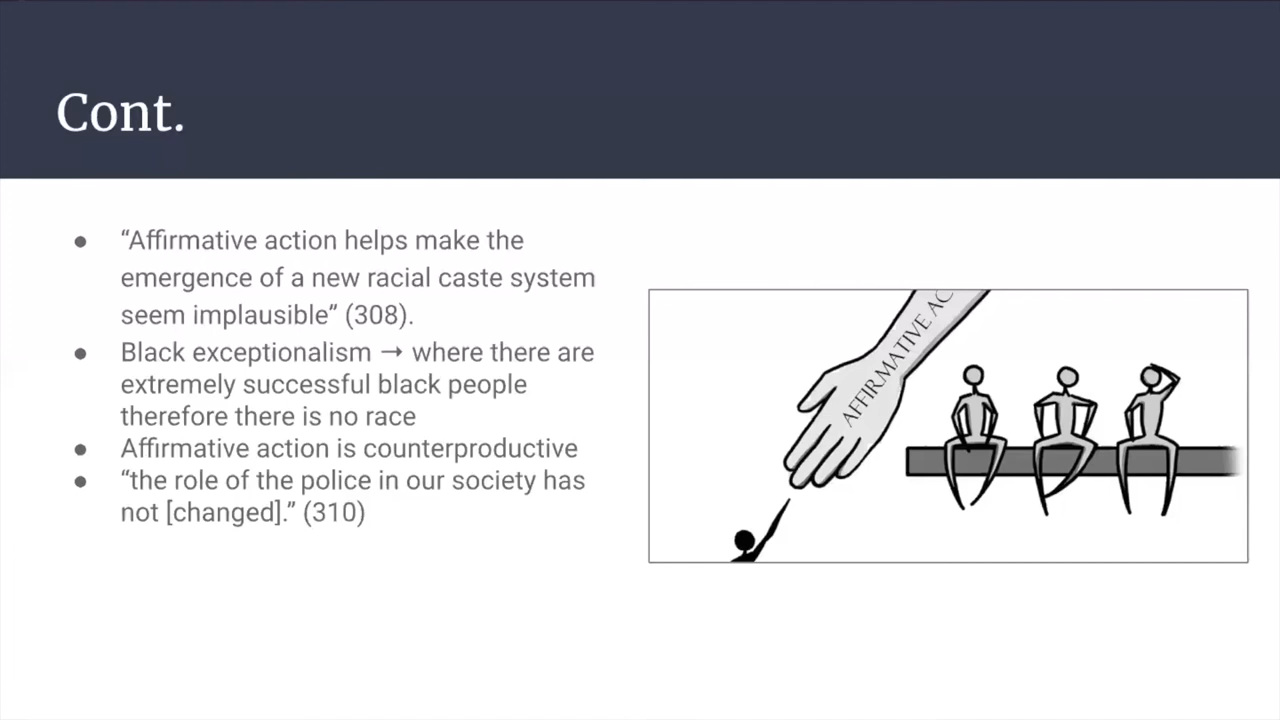 Cont.
● “Affirmative action helps make the
emergence of a new racial caste system
seem implausible” (308).
● Black exceptionalism → where there are
extremely successful black people
therefore there is no race
● Affirmative action is counterproductive
● “the role of the police in our society has
not [changed].” (310)
AFFIRMATIVE AC